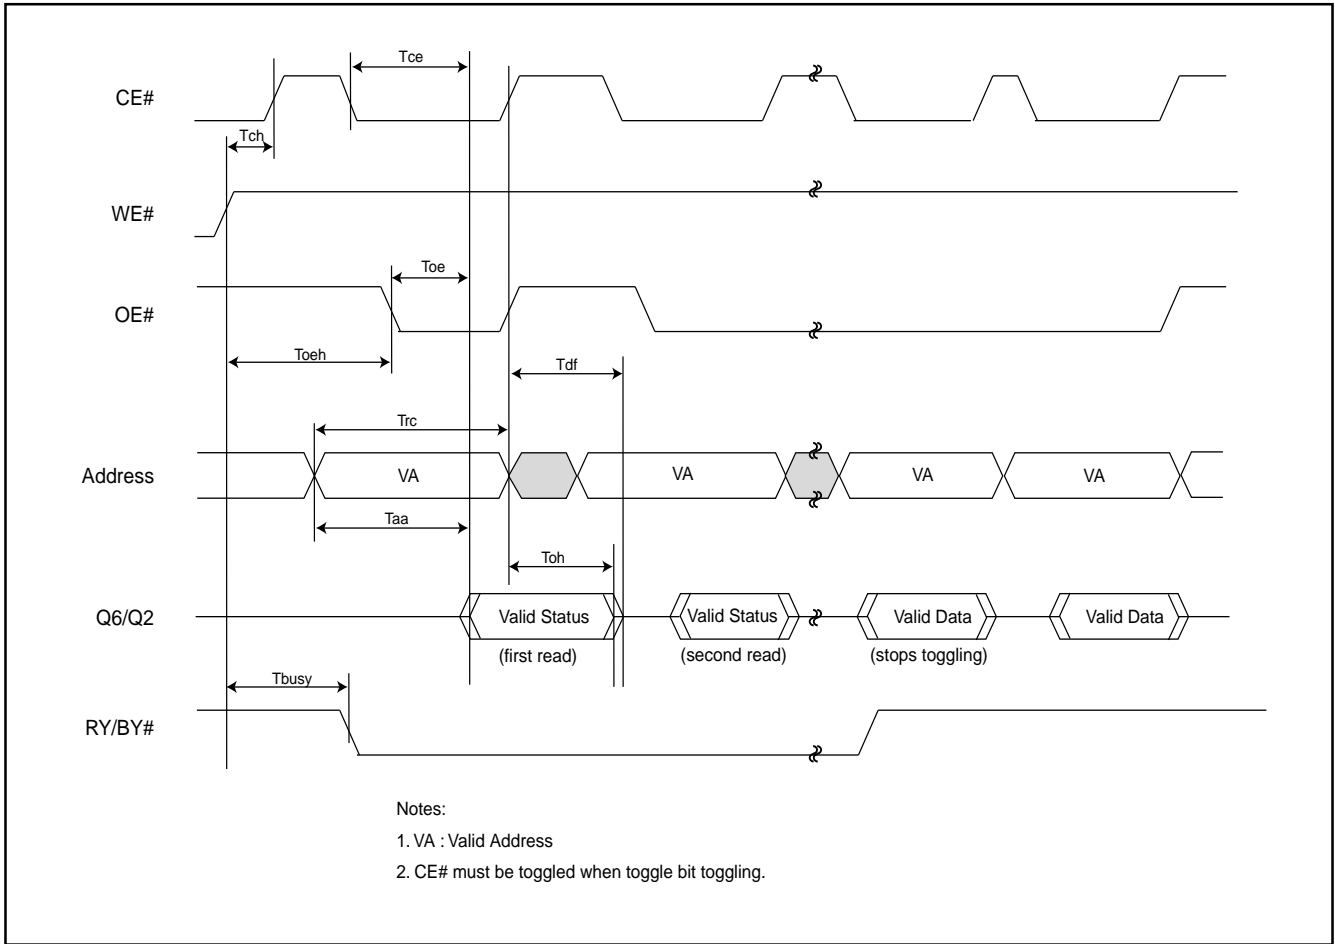 Tce
CE#
Tch
WE#
Toe
OE#
Toeh
Tdf
Trc
Address
VA
VA
VA
VA
Taa
Toh
Q6/Q2
Valid Status
Valid Status
Valid Data
Valid Data
(first read)
(second read)
(stops toggling)
Tbusy
RY/BY#
Notes:
1. VA : Valid Address
2. CE# must be toggled when toggle bit toggling.